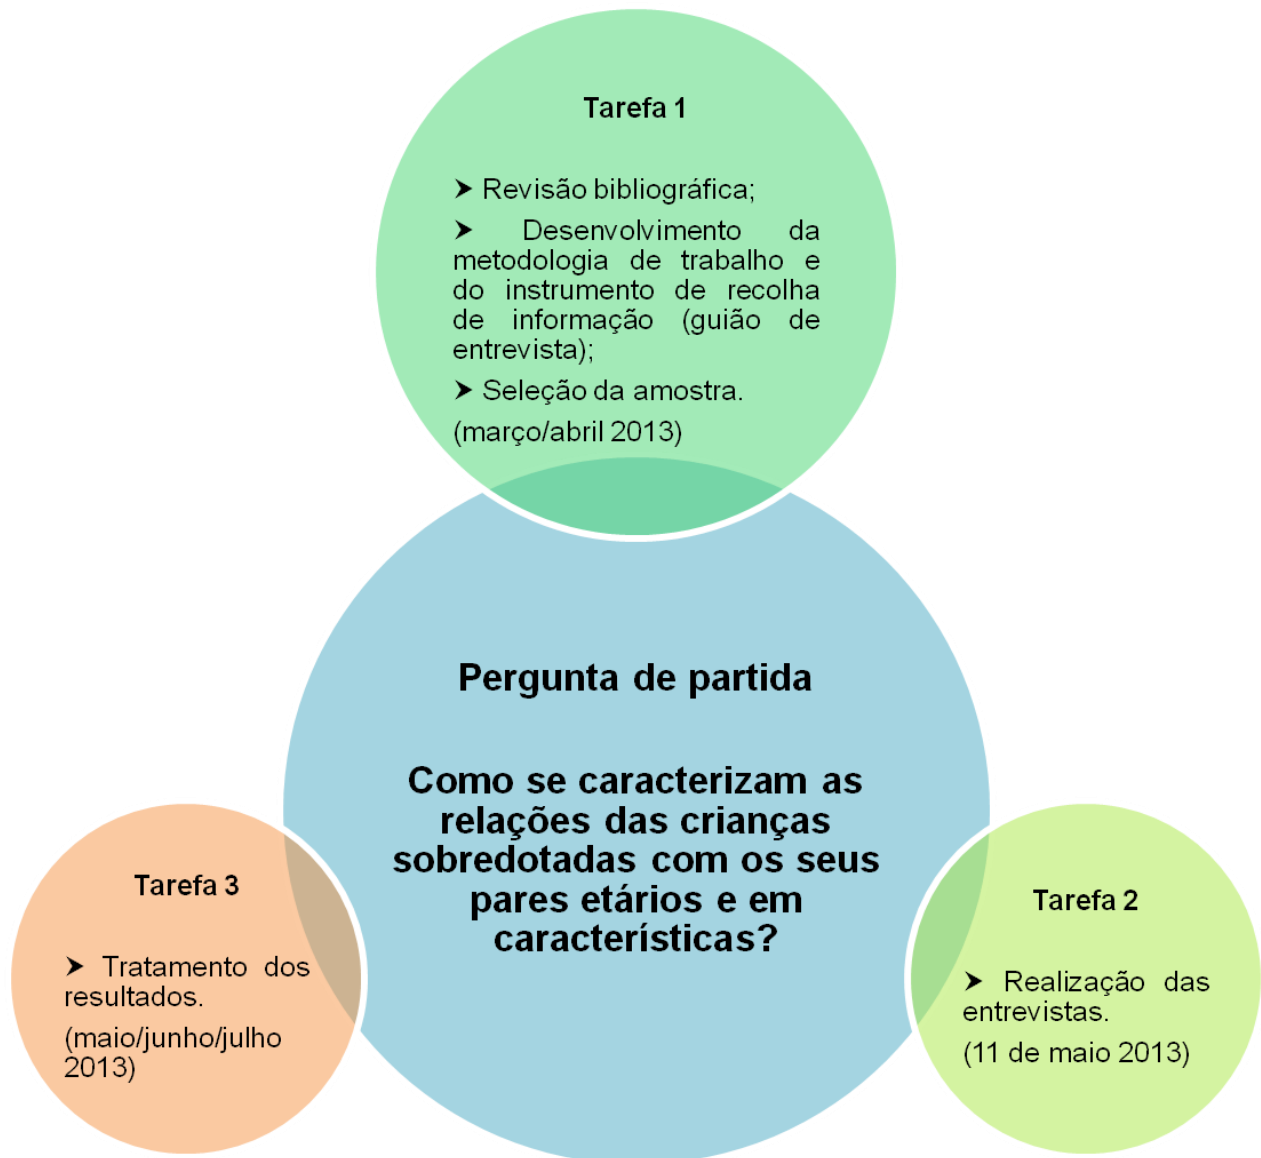 Tarefa 1
➤ Revisão bibliográfica;
➤ Desenvolvimento da
metodologia de trabalho e
do instrumento de recolha
de informação (guião de
entrevista);
➤ Seleção da amostra.
(março/abril 2013)
Pergunta de partida
Como se caracterizam as
relações das crianças
sobredotadas com os seus
pares etários e em
características?
Tarefa 3
➤ Tratamento dos
resultados.
(maio/junho/julho
2013)
Tarefa 2
➤ Realização das
entrevistas.
(11 de maio 2013)